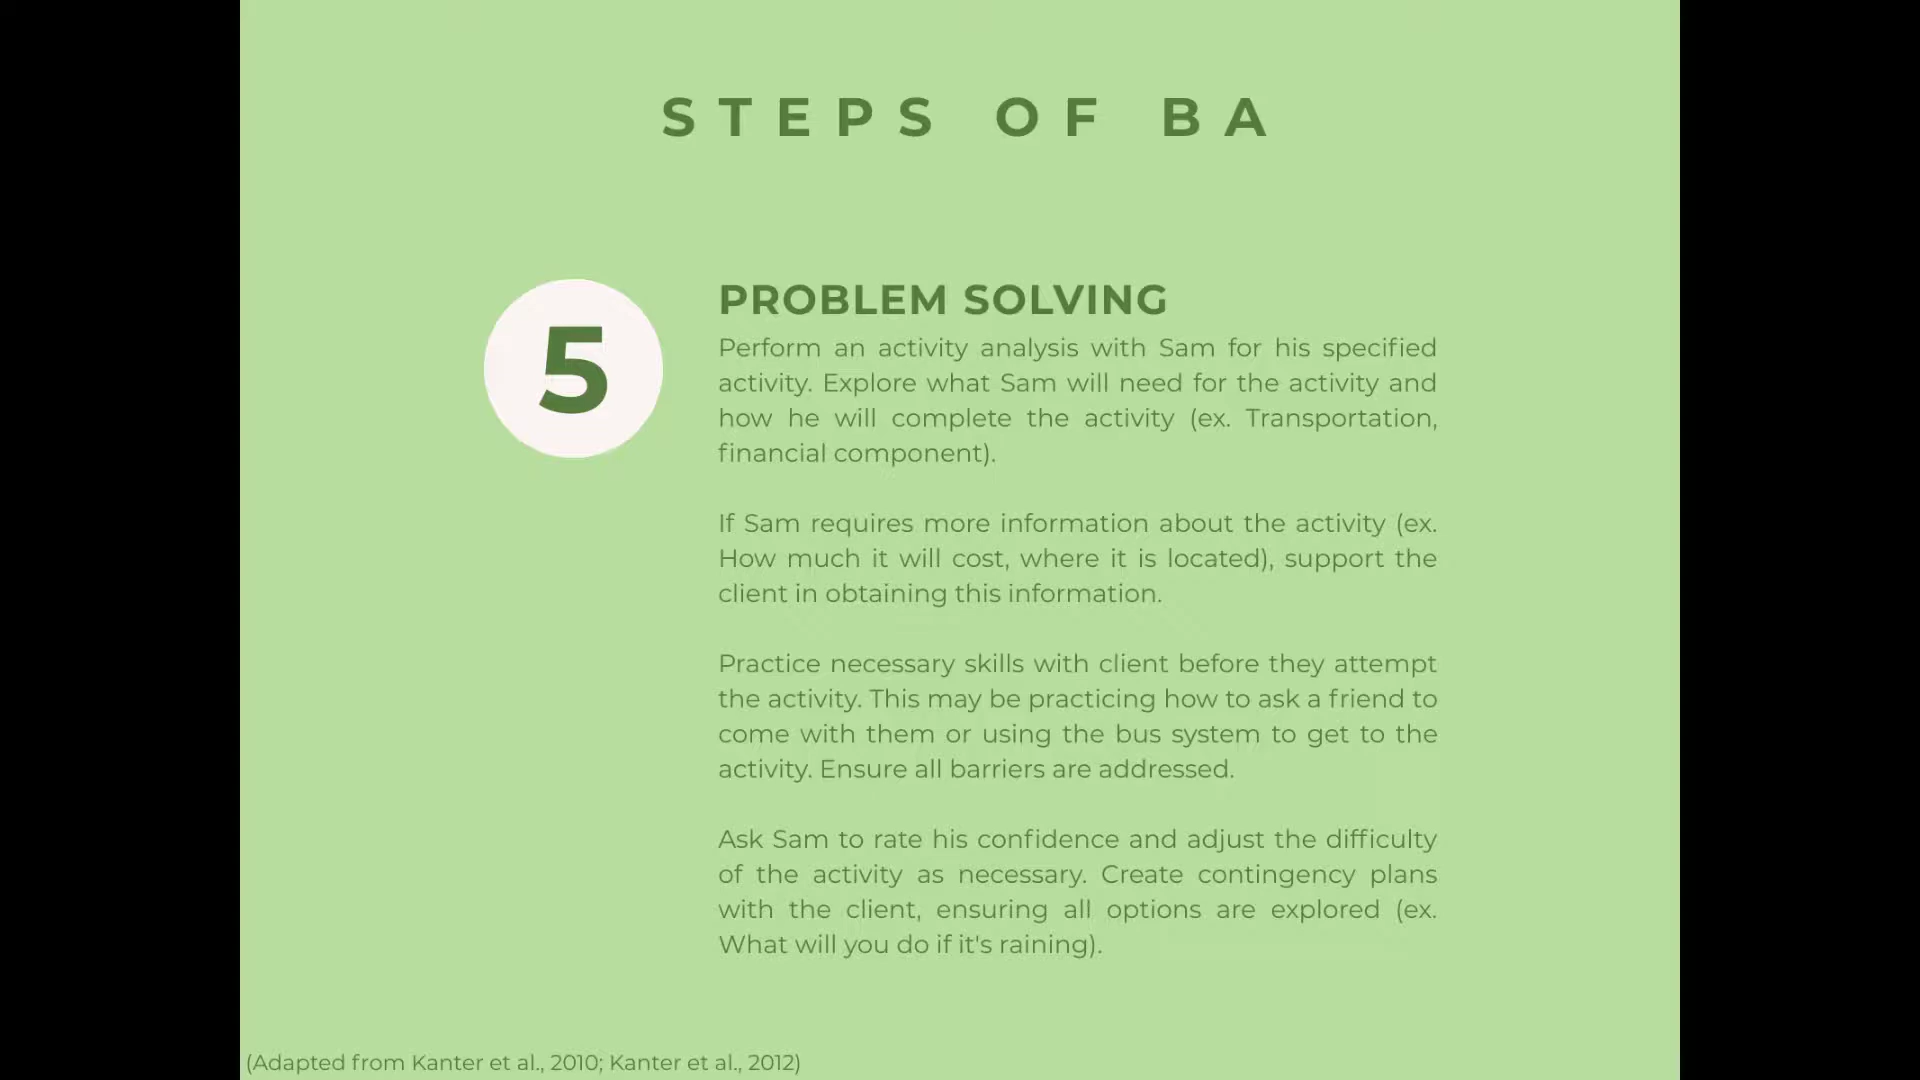 STEPS OF BA
5
PROBLEM SOLVING
Perform an activity analysis with Sam for his specified
activity. Explore what Sam will need for the activity and
how he will complete the activity (ex. Transportation,
financial component).
If Sam requires more information about the activity (ex.
How much it will cost, where it is located), support the
client in obtaining this information.
Practice necessary skills with client before they attempt
the activity. This may be practicing how to ask a friend to
come with them or using the bus system to get to the
activity. Ensure all barriers are addressed.
Ask Sam to rate his confidence and adjust the difficulty
of the activity as necessary. Create contingency plans
with the client, ensuring all options are explored (ex.
What will you do if it's raining).
(Adapted from Kanter et al., 2010; Kanter et al., 2012)